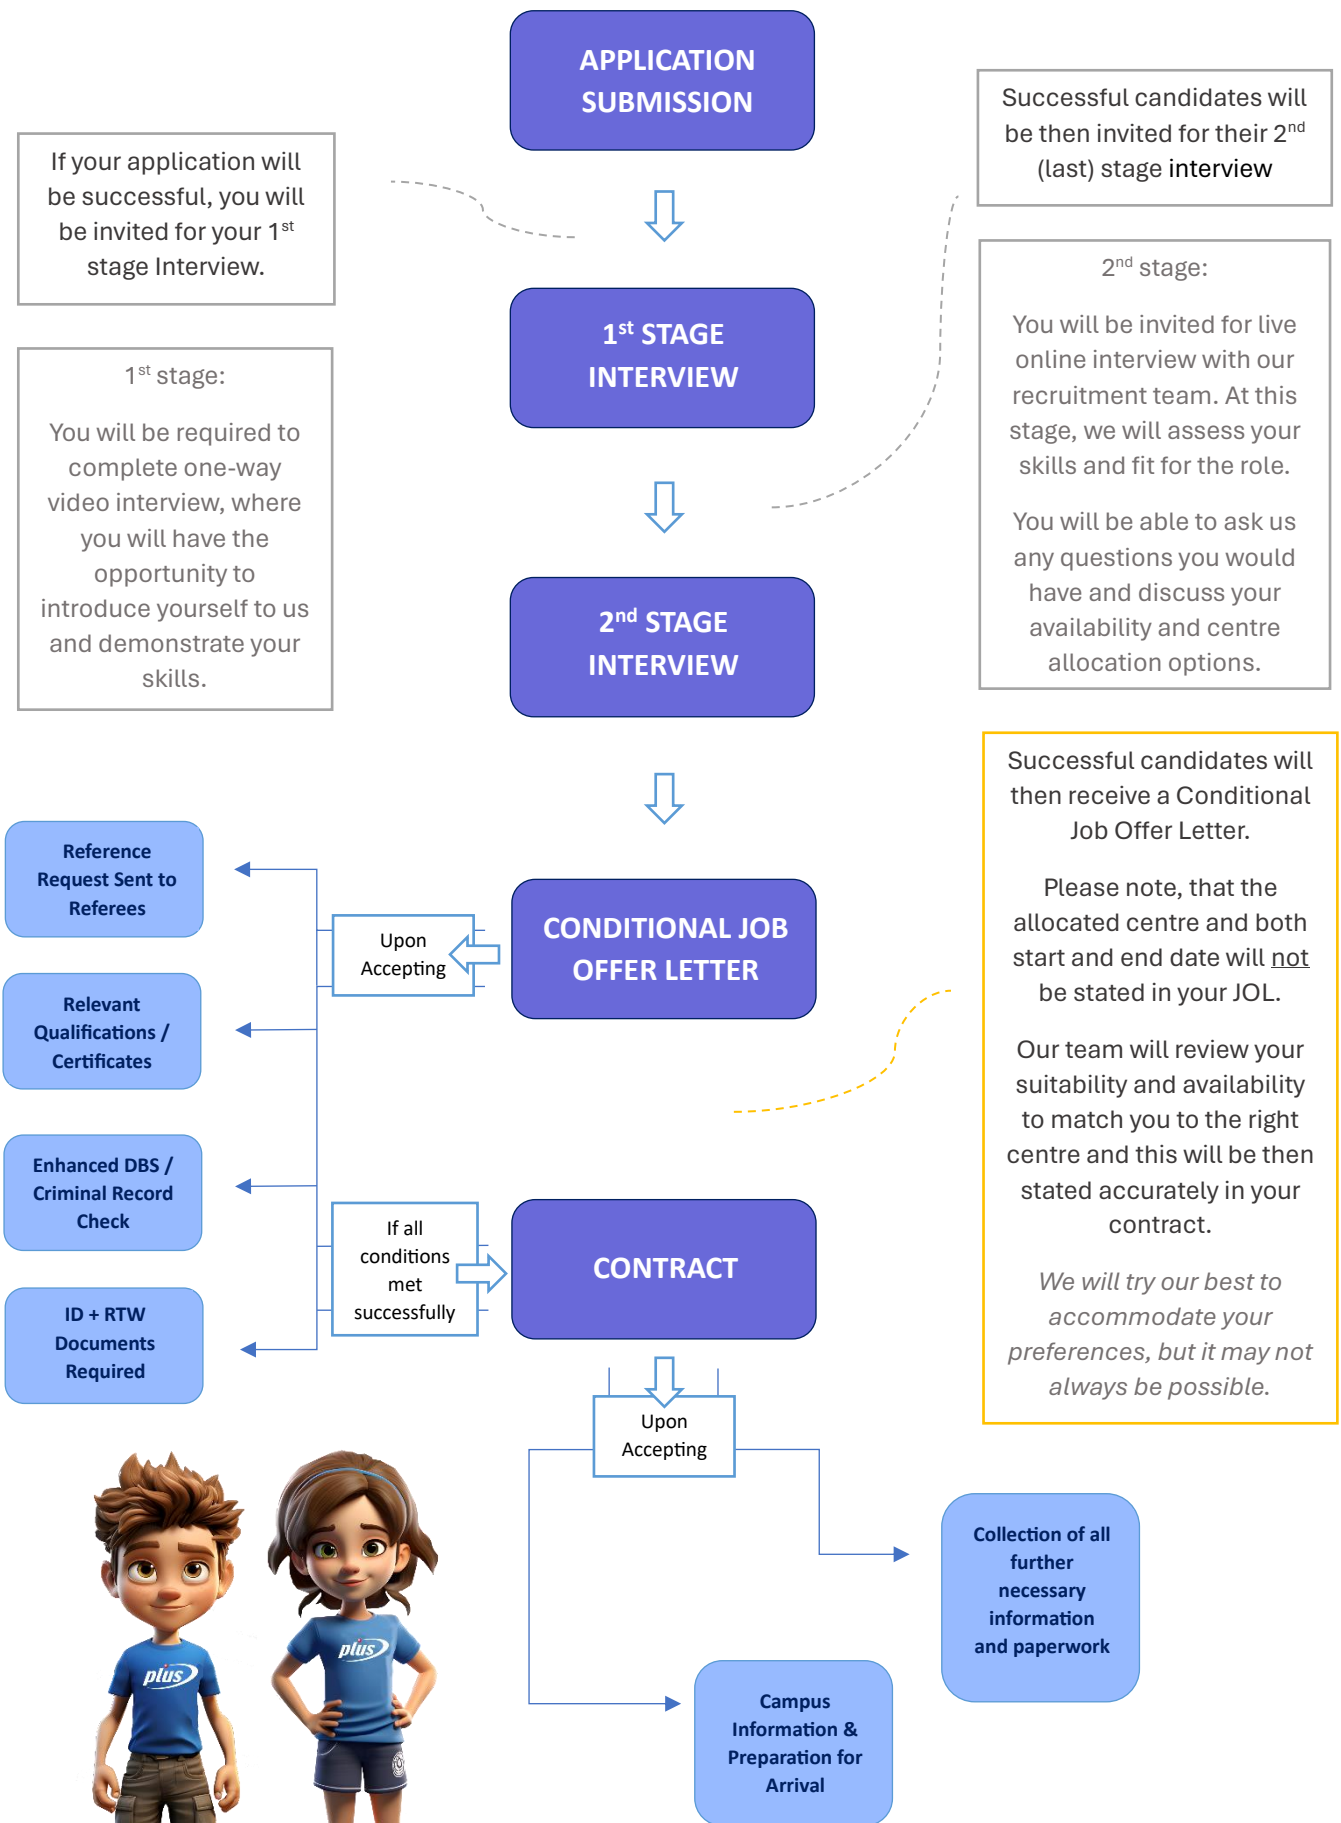 APPLICATION
SUBMISSION
If your application will
be successful, you will
be invited for your 1st
stage Interview.
Successful candidates will
be then invited for their 2nd
(last) stage interview
1st STAGE
INTERVIEW
1st stage:
You will be required to
complete one-way
video interview, where
you will have the
opportunity to
introduce yourself to us
and demonstrate your
skills.
2nd stage:
You will be invited for live
online interview with our
recruitment team. At this
stage, we will assess your
skills and fit for the role.
You will be able to ask us
any questions you would
have and discuss your
availability and centre
allocation options.
2nd STAGE
INTERVIEW
Successful candidates will
then receive a Conditional
Job Offer Letter.
Please note, that the
allocated centre and both
start and end date will not
be stated in your JOL.
Our team will review your
suitability and availability
to match you to the right
centre and this will be then
stated accurately in your
contract.
We will try our best to
accommodate your
preferences, but it may not
always be possible.
CONDITIONAL JOB
OFFER LETTER
Upon
Accepting
Reference
Request Sent to
Referees
Relevant
Qualifications /
Certificates
Enhanced DBS /
Criminal Record
Check
ID + RTW
Documents
Required
If all
conditions
met
successfully
CONTRACT
Upon
Accepting
Collection of all
further
necessary
information
and paperwork
Campus
Information &
Preparation for
Arrival
plus
plus